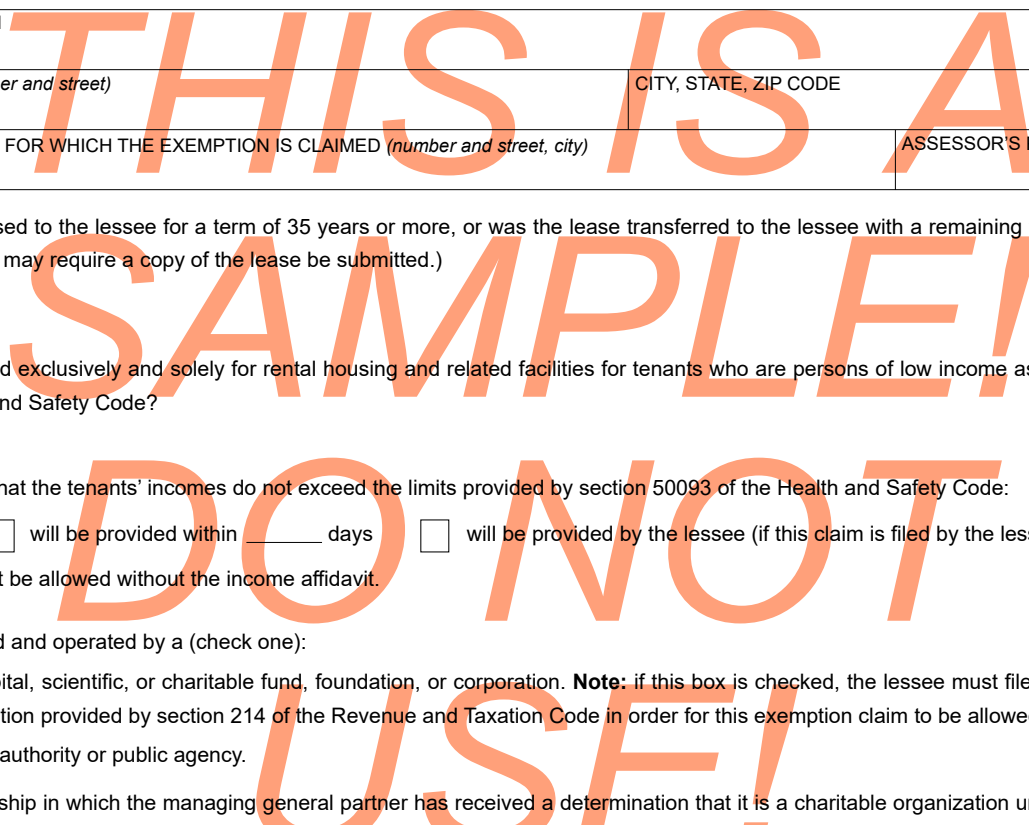 THIS IS A
er and street)
CITY, STATE, ZIP CODE
FOR WHICH THE EXEMPTION IS CLAIMED (number and street, city)
ASSESSOR'S
sed to the lessee for a term of 35 years or more, or was the lease transferred to the lessee with a remaining
may require a copy of the lease be submitted.)
SAMPLE!
d exclusively and solely for rental housing and related facilities for tenants who are persons of low income as
nd Safety Code?
DO NOT
hat the tenants’ incomes do not exceed the limits provided by section 50093 of the Health and Safety Code:
will be provided within _______ days
will be provided by the lessee (if this claim is filed by the less
t be allowed without the income affidavit.
d and operated by a (check one):
ital, scientific, or charitable fund, foundation, or corporation. Note: if this box is checked, the lessee must file
tion provided by section 214 of the Revenue and Taxation Code in order for this exemption claim to be allowe
USE!
authority or public agency.
ship in which the managing general partner has received a determination that it is a charitable organization u